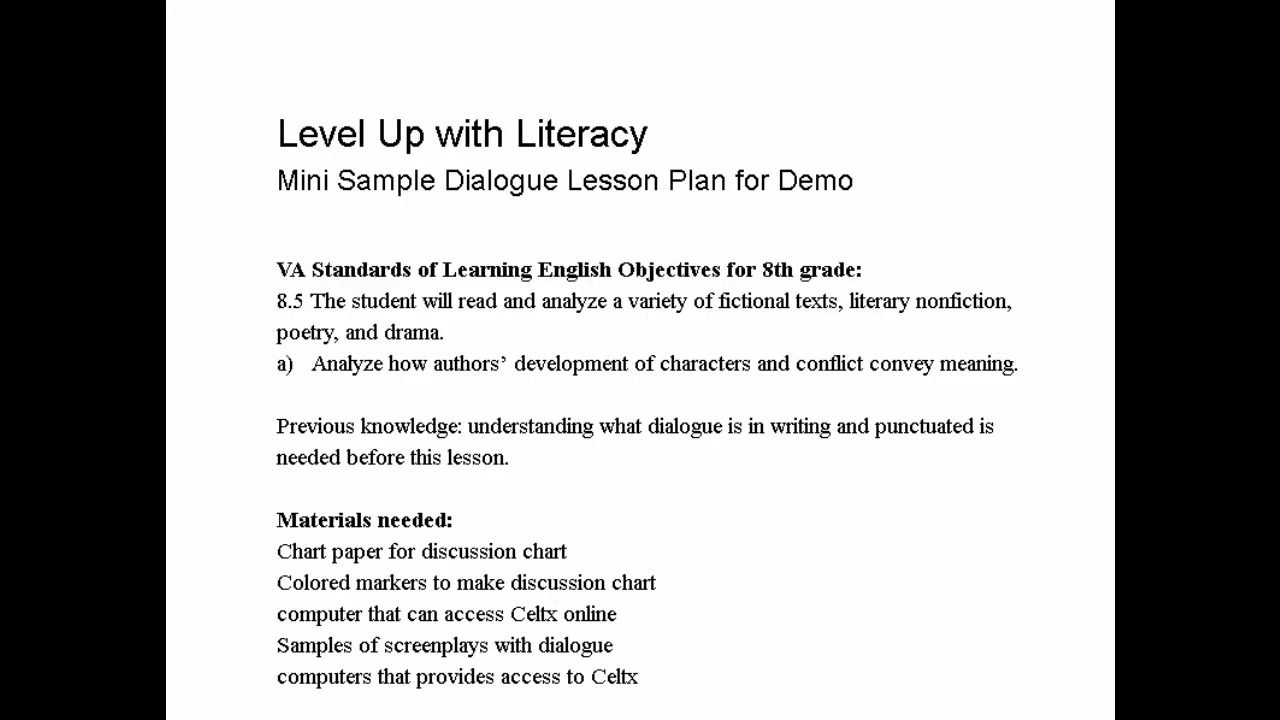 Level Up with Literacy
Mini Sample Dialogue Lesson Plan for Demo
VA Standards of Learning English Objectives for 8th grade:
8.5 The student will read and analyze a variety of fictional texts, literary nonfiction,
poetry, and drama.
a) Analyze how authors’ development of characters and conflict convey meaning.
Previous knowledge: understanding what dialogue is in writing and punctuated is
needed before this lesson.
Materials needed:
Chart paper for discussion chart
Colored markers to make discussion chart
computer that can access Celtx online
Samples of screenplays with dialogue
computers that provides access to Celtx